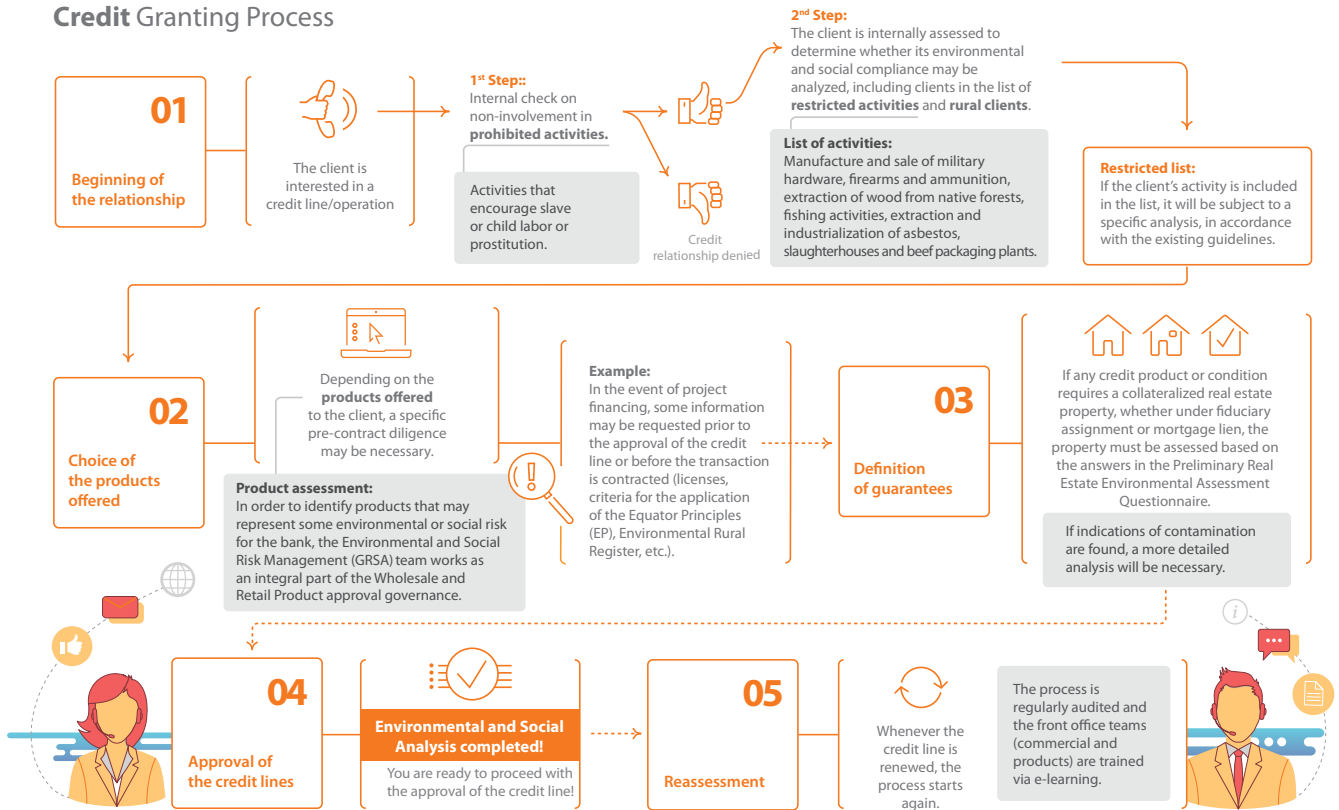 Credit Granting Process
01
Beginning of
the relationship
The client is
interested in a
credit line/operation
1st Step::
Internal check on
non-involvement in
prohibited activities.
Activities that
encourage slave
or child labor or
prostitution.
Credit
relationship denied
2nd Step:
The client is internally assessed to
determine whether its environmental
and social compliance may be
analyzed, including clients in the list of
restricted activities and rural clients.
List of activities:
Manufacture and sale of military
hardware, firearms and ammunition,
extraction of wood from native forests,
fishing activities, extraction and
industrialization of asbestos,
slaughterhouses and beef packaging plants.
Restricted list:
If the client's activity is included
in the list, it will be subject to a
specific analysis, in accordance
with the existing guidelines.
02
Choice of
the products
offered
Depending on the
products offered
to the client, a specific
pre-contract diligence
may be necessary.
Product assessment:
In order to identify products that may
represent some environmental or social risk
for the bank, the Environmental and Social
Risk Management (GRSA) team works as
an integral part of the Wholesale and
Retail Product approval governance.
Example:
In the event of project
financing, some information
may be requested prior to
the approval of the credit
line or before the transaction
is contracted (licenses,
criteria for the application
of the Equator Principles
(EP), Environmental Rural
Register, etc.).
03
Definition
of guarantees
If any credit product or condition
requires a collateralized real estate
property, whether under fiduciary
assignment or mortgage lien, the
property must be assessed based on
the answers in the Preliminary Real
Estate Environmental Assessment
Questionnaire.
If indications of contamination
are found, a more detailed
analysis will be necessary.
04
Approval of
the credit lines
Environmental and Social
Analysis completed!
You are ready to proceed with
the approval of the credit line!
05
Reassessment
Whenever the
credit line is
renewed, the
process starts
again.
The process is
regularly audited and
the front office teams
(commercial and
products) are trained
via e-learning.
i